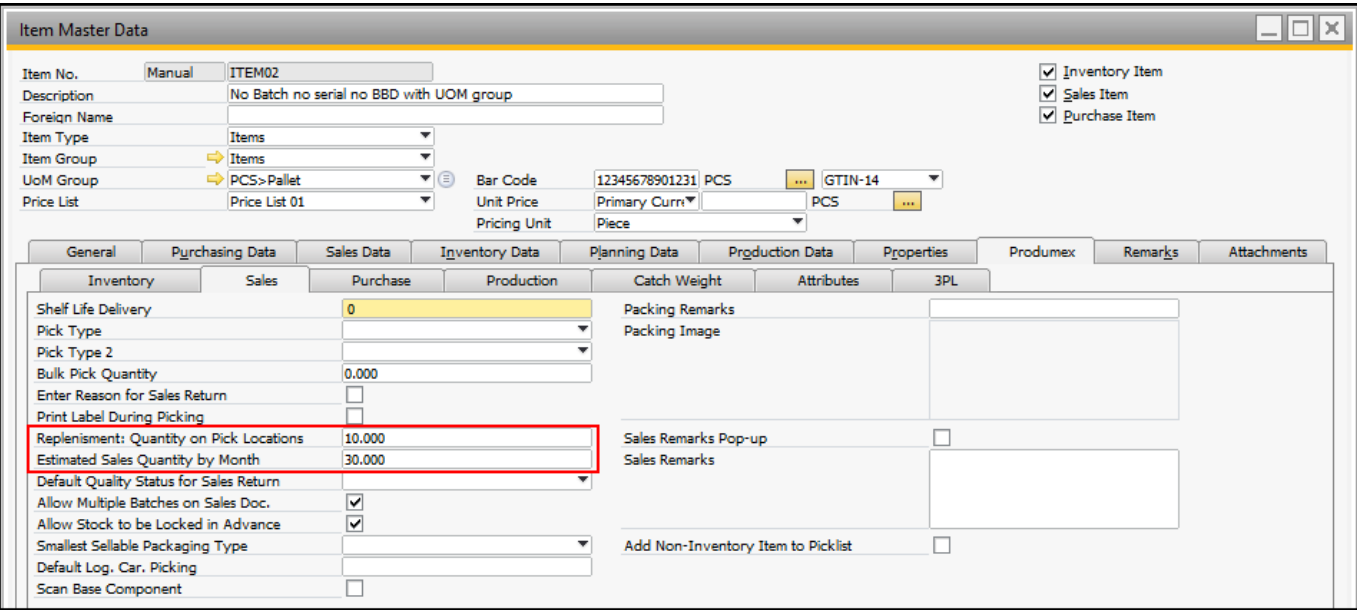 Item Master Data
Item No. Manual ITEM02 Inventory Item
Description No Batch no serial no BBD with UOM group Sales Item
Foreign Name Purchase Item
Item Type Items
Item Group Items
UoM Group PCS>Pallet Bar Code 12345678901231 PCS ... GTIN-14
Price List Price List 01 Unit Price Primary Curre PCS ...
Pricing Unit Piece
General Purchasing Data Sales Data Inventory Data Planning Data Production Data Properties Produmex Remarks Attachments
Inventory Sales Purchase Production Catch Weight Attributes 3PL
Shelf Life Delivery 0 Packing Remarks
Pick Type Packing Image
Pick Type 2
Bulk Pick Quantity 0.000
Enter Reason for Sales Return
Print Label During Picking
Replenisment: Quantity on Pick Locations 10.000 Sales Remarks Pop-up
Estimated Sales Quantity by Month 30.000 Sales Remarks
Default Quality Status for Sales Return
Allow Multiple Batches on Sales Doc.
Allow Stock to be Locked in Advance
Smallest Sellable Packaging Type Add Non-Inventory Item to Picklist
Default Log. Car. Picking
Scan Base Component